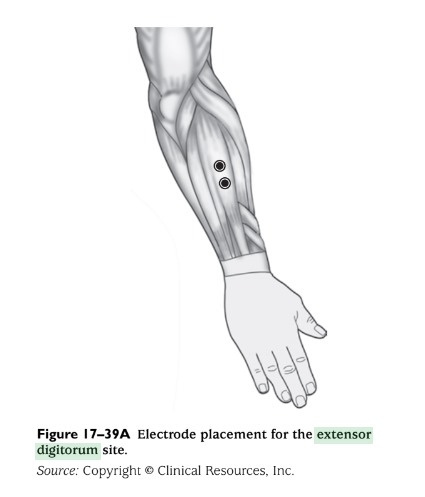 Figure 17–39A Electrode placement for the extensor
digitorum site.
Source: Copyright © Clinical Resources, Inc.